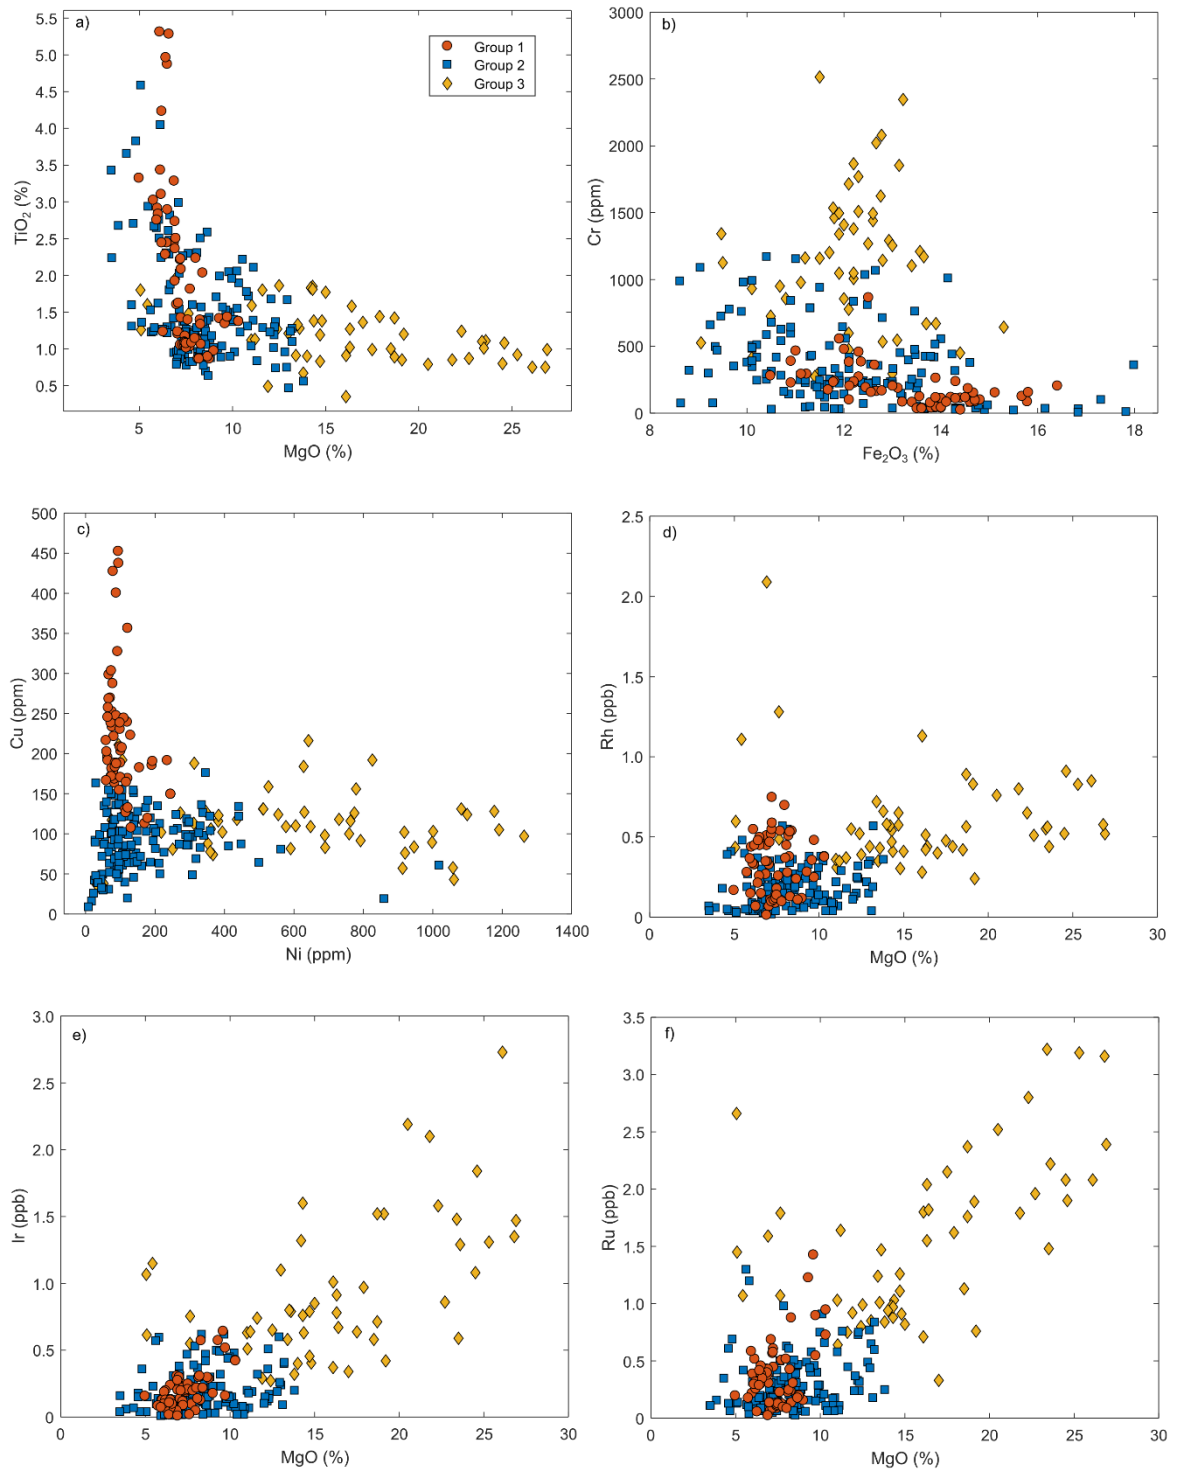 a)
Group 1
Group 2
Group 3
5.5
5.0
4.5
4.0
3.5
3.0
2.5
2.0
1.5
1.0
0.5
TiO₂ (%)
5 10 15 20 25
MgO (%)
b)
3000
2500
2000
1500
1000
500
0
Cr (ppm)
8 10 12 14 16 18
Fe₂O₃ (%)
c)
500
450
400
350
300
250
200
150
100
50
0
Cu (ppm)
0 200 400 600 800 1000 1200 1400
Ni (ppm)
d)
2.5
2.0
1.5
1.0
0.5
0
Rh (ppb)
0 5 10 15 20 25 30
MgO (%)
e)
3.0
2.5
2.0
1.5
1.0
0.5
0
Ir (ppb)
0 5 10 15 20 25 30
MgO (%)
f)
3.5
3.0
2.5
2.0
1.5
1.0
0.5
0
Ru (ppb)
0 5 10 15 20 25 30
MgO (%)